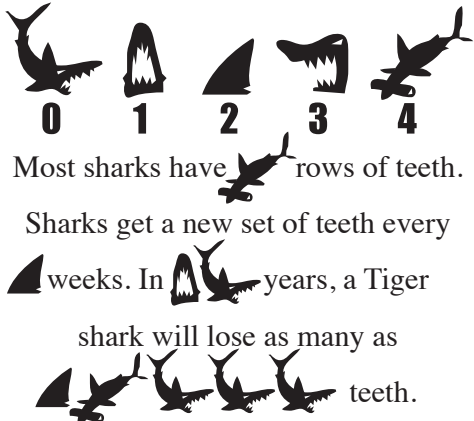 0 1 2 3 4
Most sharks have rows of teeth.
Sharks get a new set of teeth every
weeks. In years, a Tiger
shark will lose as many as
teeth.